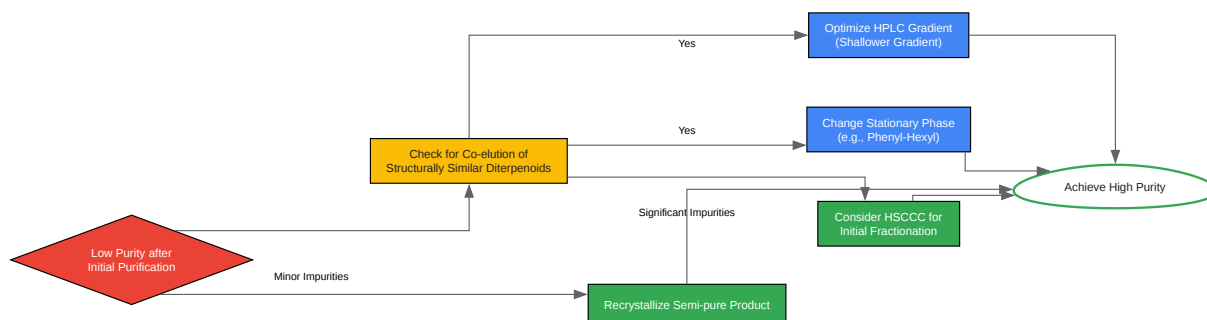 Optimize HPLC Gradient
(Shallower Gradient)
Yes
Change Stationary Phase
(e.g., Phenyl-Hexyl)
Yes
Check for Co-elution of
Structurally Similar Diterpenoids
Achieve High Purity
Significant Impurities
Consider HSCCC for
Initial Fractionation
Low Purity after
Initial Purification
Minor Impurities
Recrystallize Semi-pure Product